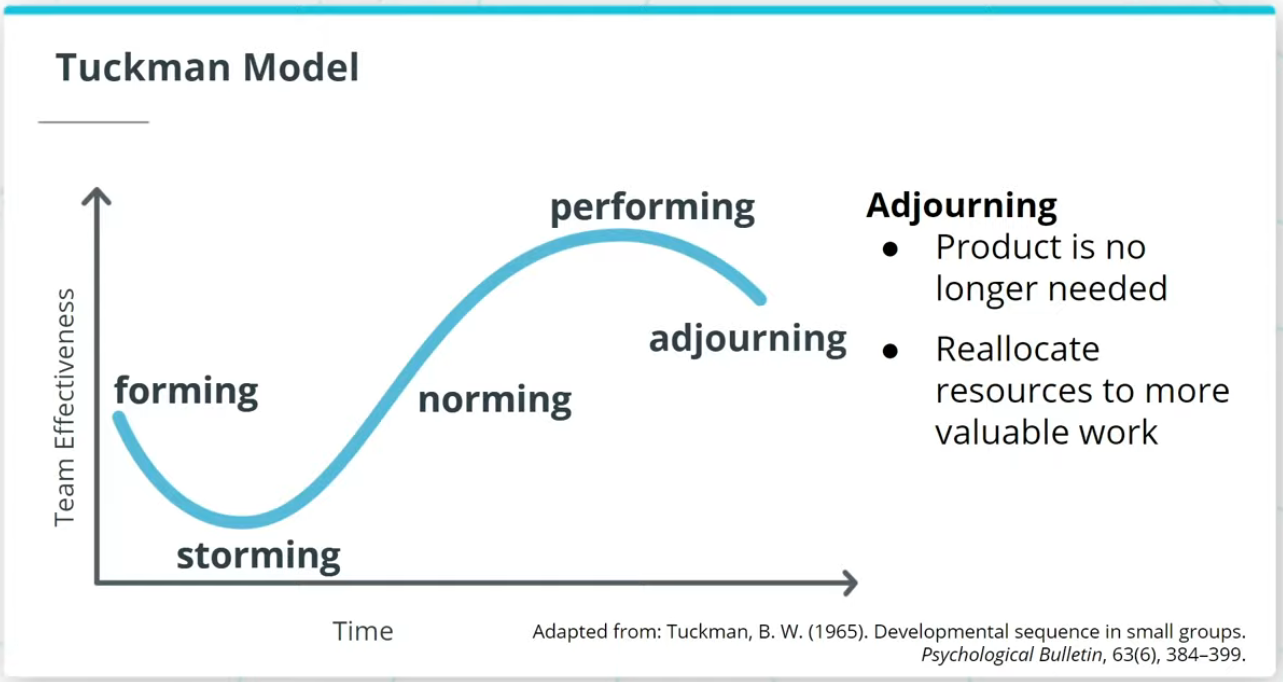 Tuckman Model
Team Effectiveness
performing
adjourning
forming
norming
storming
Time
Adjourning
● Product is no
longer needed
● Reallocate
resources to more
valuable work
Adapted from: Tuckman, B. W. (1965). Developmental sequence in small groups.
Psychological Bulletin, 63(6), 384–399.